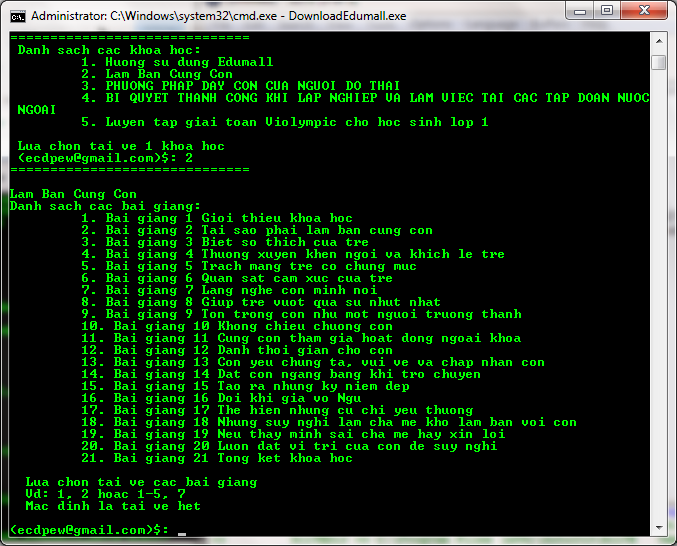 Administrator: C:\Windows\system32\cmd.exe - DownloadEdumall.exe
==============================
Danh sach cac khoa hoc:
1. Huong su dung Edumall
2. Lam Ban Cung Con
3. PHUONG PHAP DAY CON CUA NGUOI DO THAI
4. BI QUYET THANH CONG KHI LAP NGHIEP VA LAM VIEC TAI CAC TAP DOAN NUOC
NGOAI
5. Luyen tap giai toan Violympic cho hoc sinh lop 1
Lua chon tai ve 1 khoa hoc
(ecdpew@gmail.com)$: 2
==============================
Lam Ban Cung Con
Danh sach cac bai giang:
1. Bai giang 1 Gioi thieu khoa hoc
2. Bai giang 2 Tai sao phai lam ban cung con
3. Bai giang 3 Biet so thich cua tre
4. Bai giang 4 Thuong xuyen khen ngoi va khich le tre
5. Bai giang 5 Trach mang tre co chung muc
6. Bai giang 6 Quan sat cam xuc cua tre
7. Bai giang 7 Lang nghe con minh noi
8. Bai giang 8 Giup tre vuot qua su nhut nhat
9. Bai giang 9 Ton trong con nhu mot nguoi truong thanh
10. Bai giang 10 Khong chieu chuong con
11. Bai giang 11 Cung con tham gia hoat dong ngoai khoa
12. Bai giang 12 Danh thoi gian cho con
13. Bai giang 13 Con yeu chung ta, vui ve va chap nhan con
14. Bai giang 14 Dat con ngang bang khi tro chuyen
15. Bai giang 15 Tao ra nhung ky niem dep
16. Bai giang 16 Doi khi gia vo Ngu
17. Bai giang 17 The hien nhung cu chi yeu thuong
18. Bai giang 18 Nhung suy nghi lam cha me kho lam ban voi con
19. Bai giang 19 Neu thay minh sai cha me hay xin loi
20. Bai giang 20 Luon dat vi tri cua con de suy nghi
21. Bai giang 21 Tong ket khoa hoc
Lua chon tai ve cac bai giang
Vd: 1, 2 hoac 1-5, 7
Mac dinh la tai ve het
(ecdpew@gmail.com)$: _